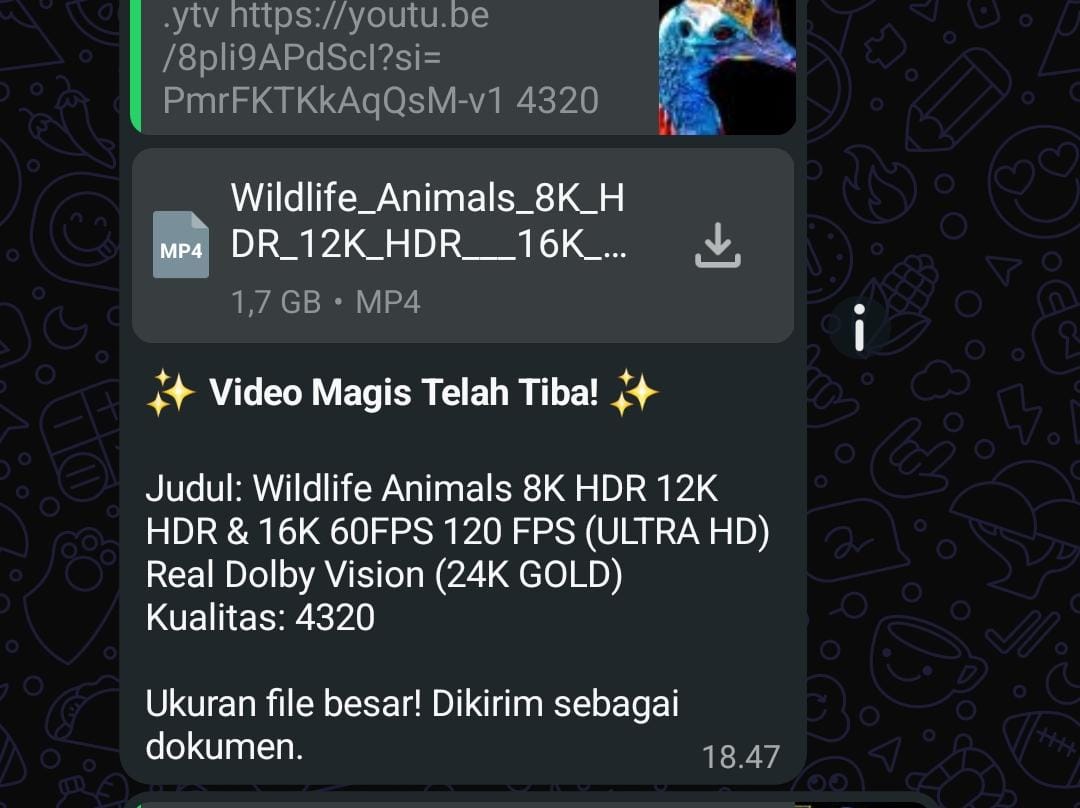 .ytv https://youtu.be
/8pli9APdScI?si=
PmrFKTKkAqQsM-v1 4320
MP4
Wildlife_Animals_8K_H
DR_12K_HDR___16K_...
1,7 GB • MP4
✨ Video Magis Telah Tiba! ✨
Judul: Wildlife Animals 8K HDR 12K
HDR & 16K 60FPS 120 FPS (ULTRA HD)
Real Dolby Vision (24K GOLD)
Kualitas: 4320
Ukuran file besar! Dikirim sebagai
dokumen.
18.47